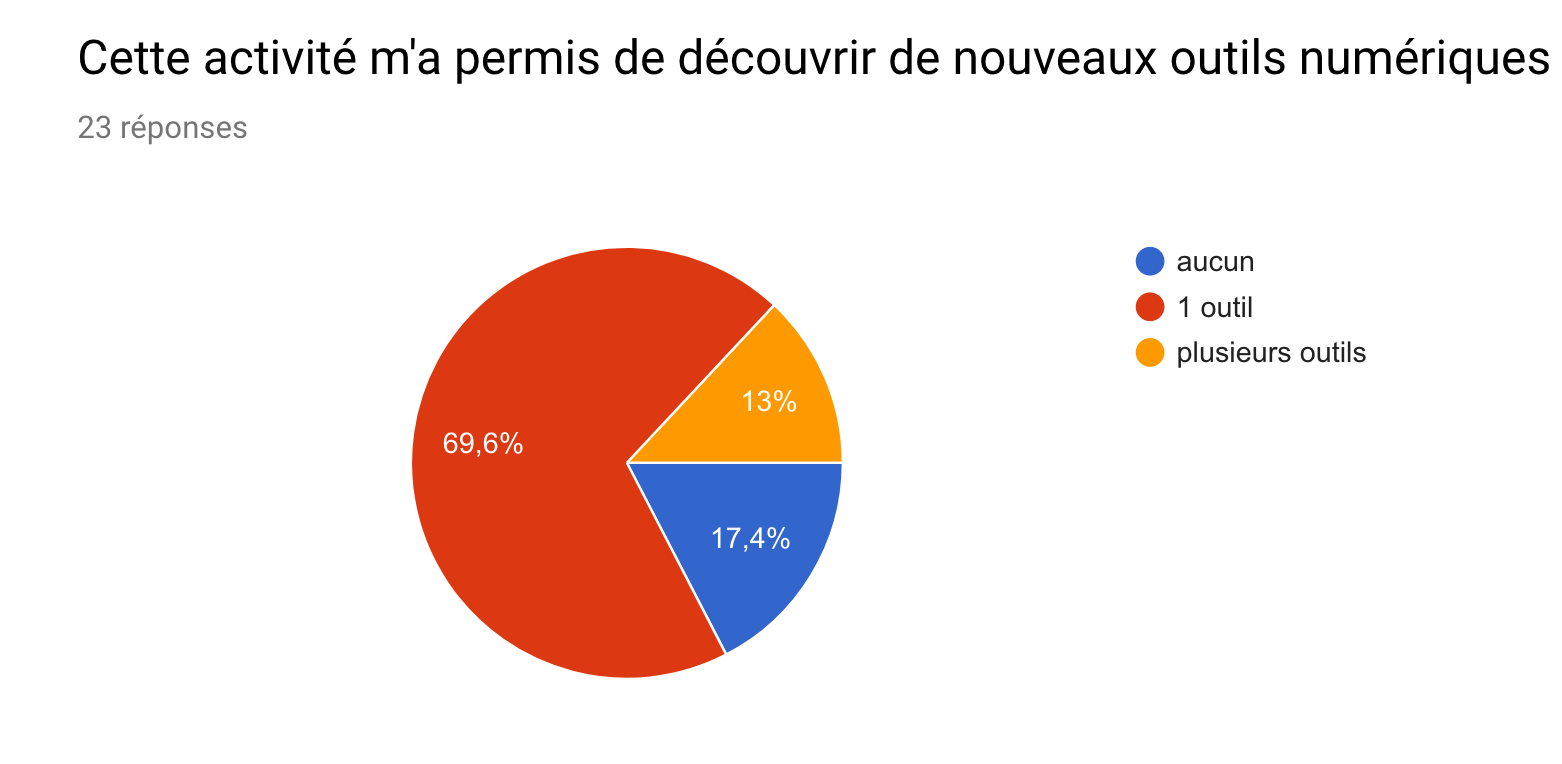 Cette activité m'a permis de découvrir de nouveaux outils numériques
23 réponses
aucun
1 outil
plusieurs outils
13%
69,6%
17,4%